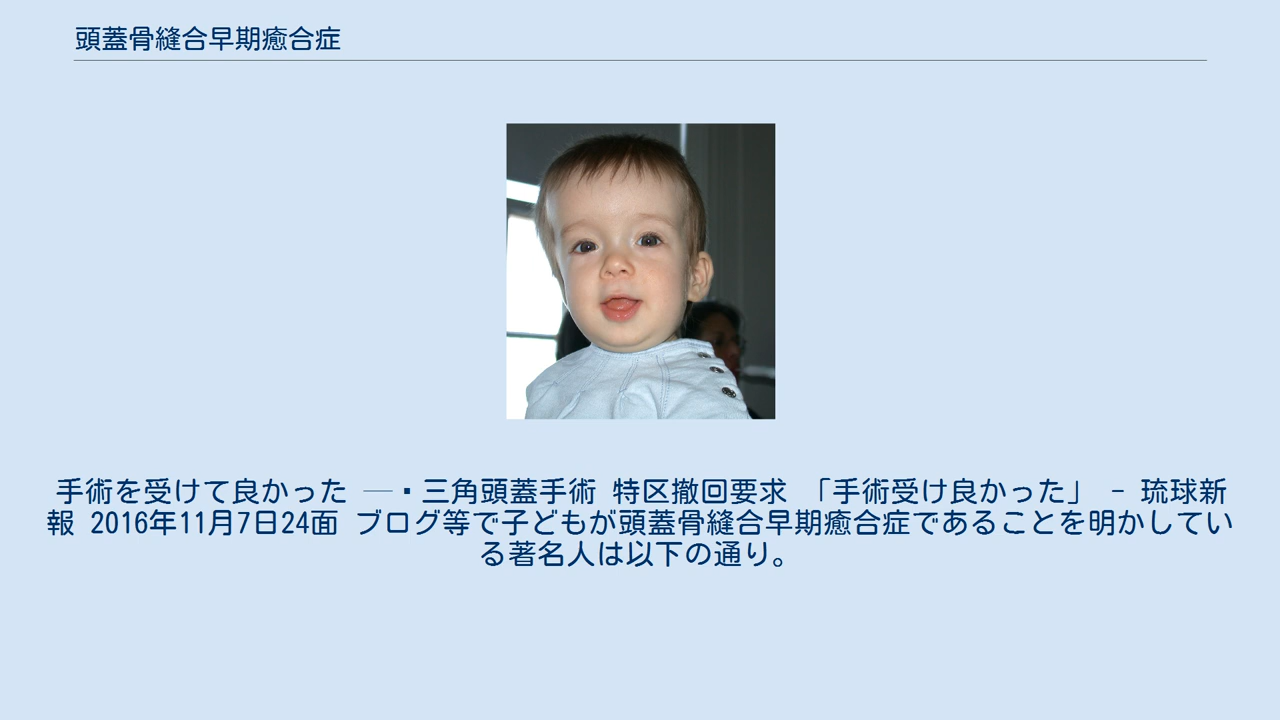 頭蓋骨縫合早期癒合症
手術を受けて良かった ―・三角頭蓋手術 特区撤回要求 「手術受け良かった」 - 琉球新
報 2016年11月7日24面 ブログ等で子どもが頭蓋骨縫合早期癒合症であることを明かしてい
る著名人は以下の通り。